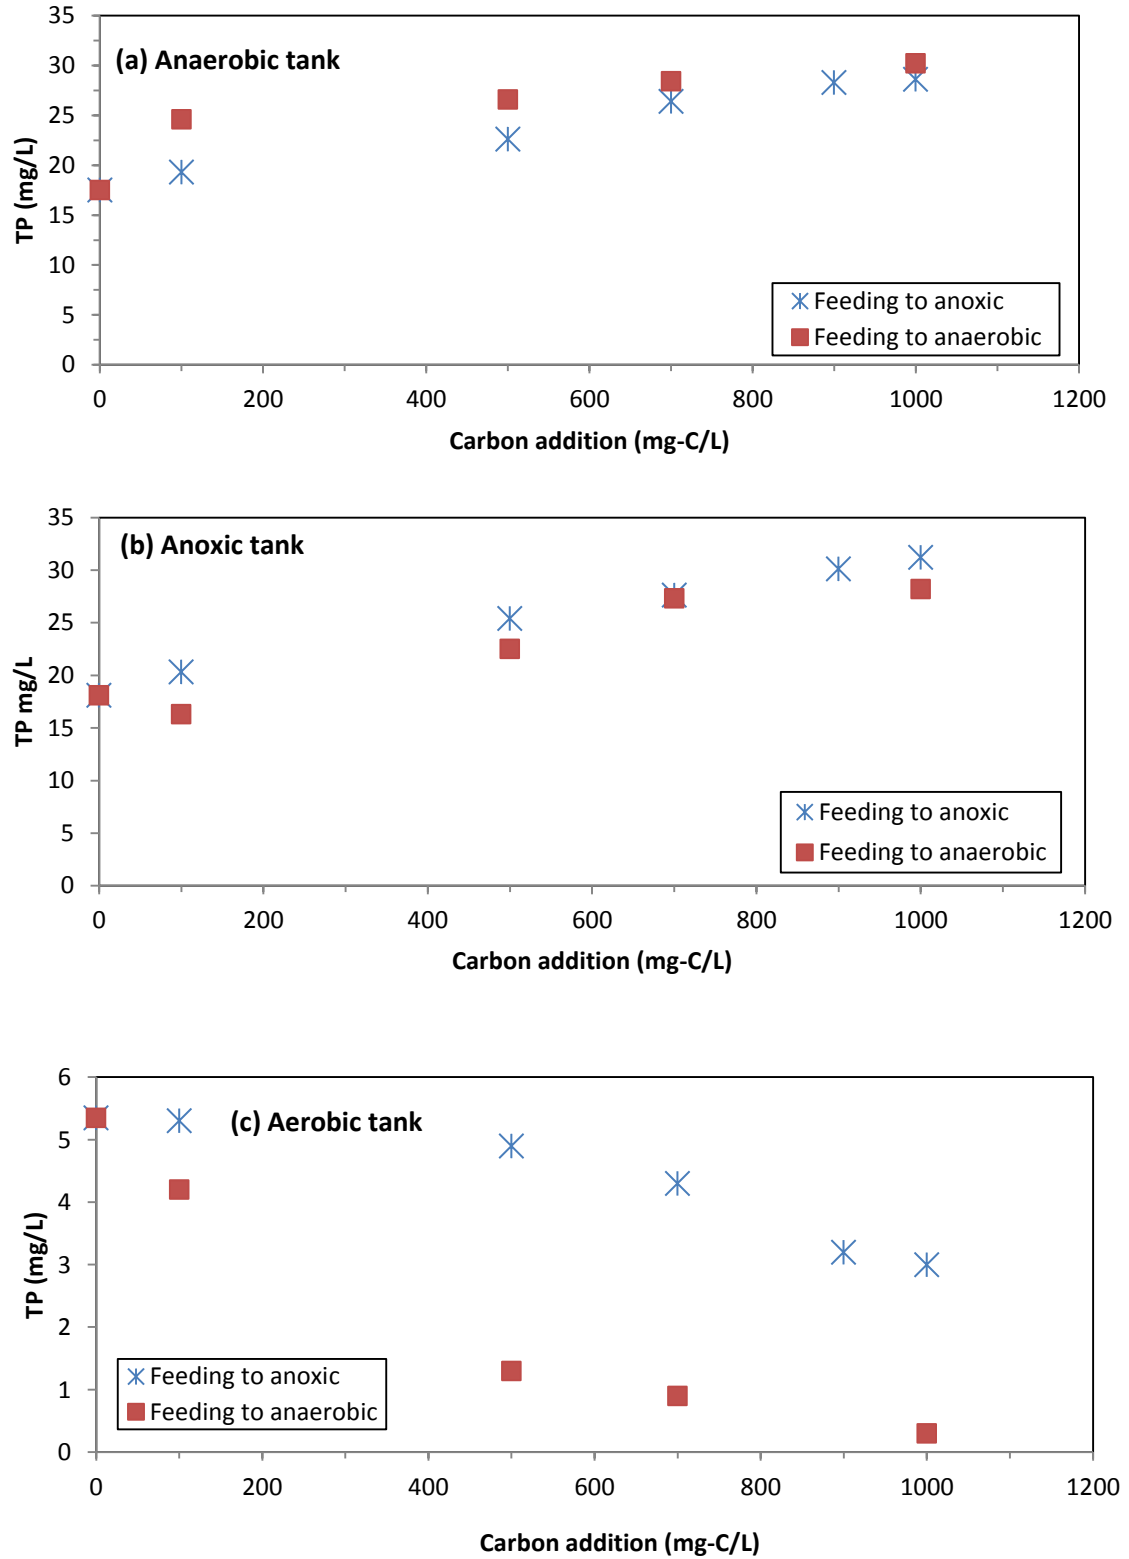 (a) Anaerobic tank
35
30
25
20
15
10
5
0
TP (mg/L)
Feeding to anoxic
Feeding to anaerobic
0 200 400 600 800 1000 1200
Carbon addition (mg-C/L)
(b) Anoxic tank
35
30
25
20
15
10
5
0
TP mg/L
Feeding to anoxic
Feeding to anaerobic
0 200 400 600 800 1000 1200
Carbon addition (mg-C/L)
(c) Aerobic tank
6
5
4
3
2
1
0
TP (mg/L)
Feeding to anoxic
Feeding to anaerobic
0 200 400 600 800 1000 1200
Carbon addition (mg-C/L)